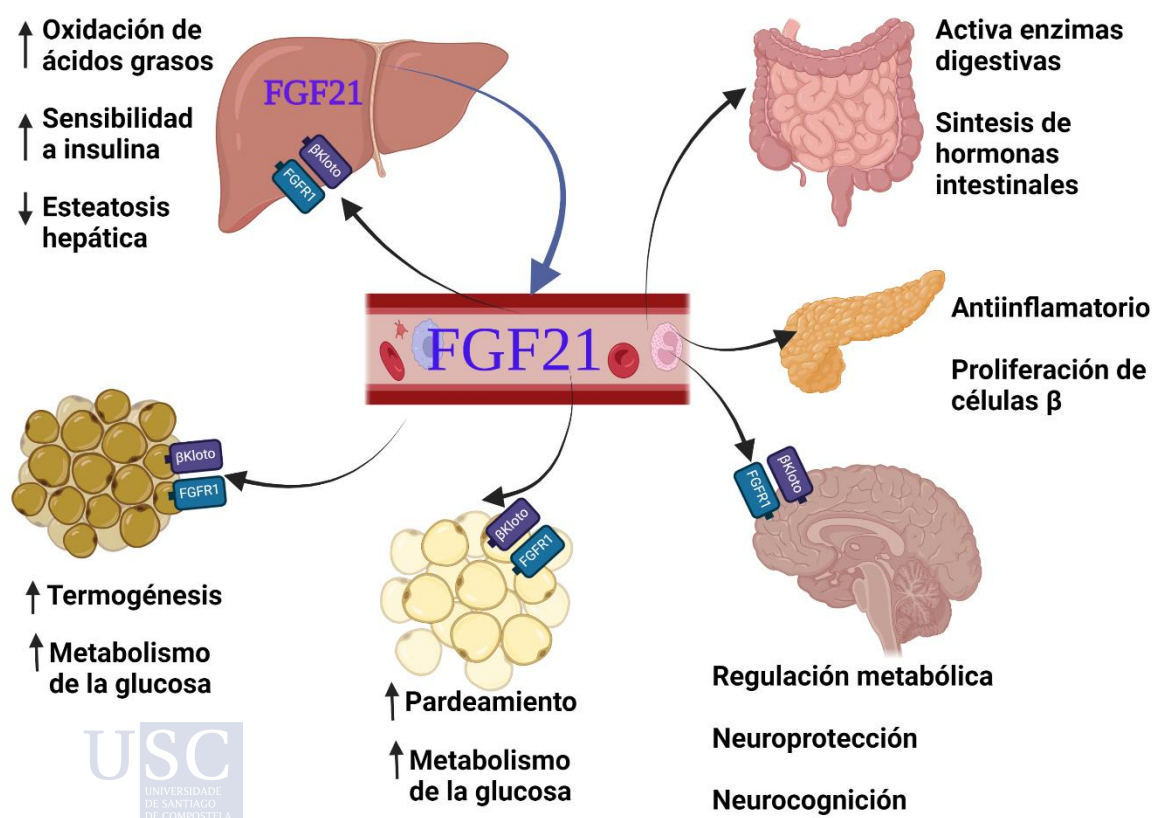 Oxidación de
ácidos grasos
Sensibilidad
a insulina
Esteatosis
hepática
FGF21
βKloto
FGFR1
Activa enzimas
digestivas
Sintesis de
hormonas
intestinales
FGF21
Antiinflamatorio
Proliferación de
células β
βKloto
FGFR1
Termogénesis
Metabolismo
de la glucosa
βKloto
FGFR1
Pardeamiento
Metabolismo
de la glucosa
FGFR1
βKloto
Regulación metabólica
Neuroprotección
Neurocognición
USC
UNIVERSIDADE
DE SANTIAGO
DE COMPOSTELA